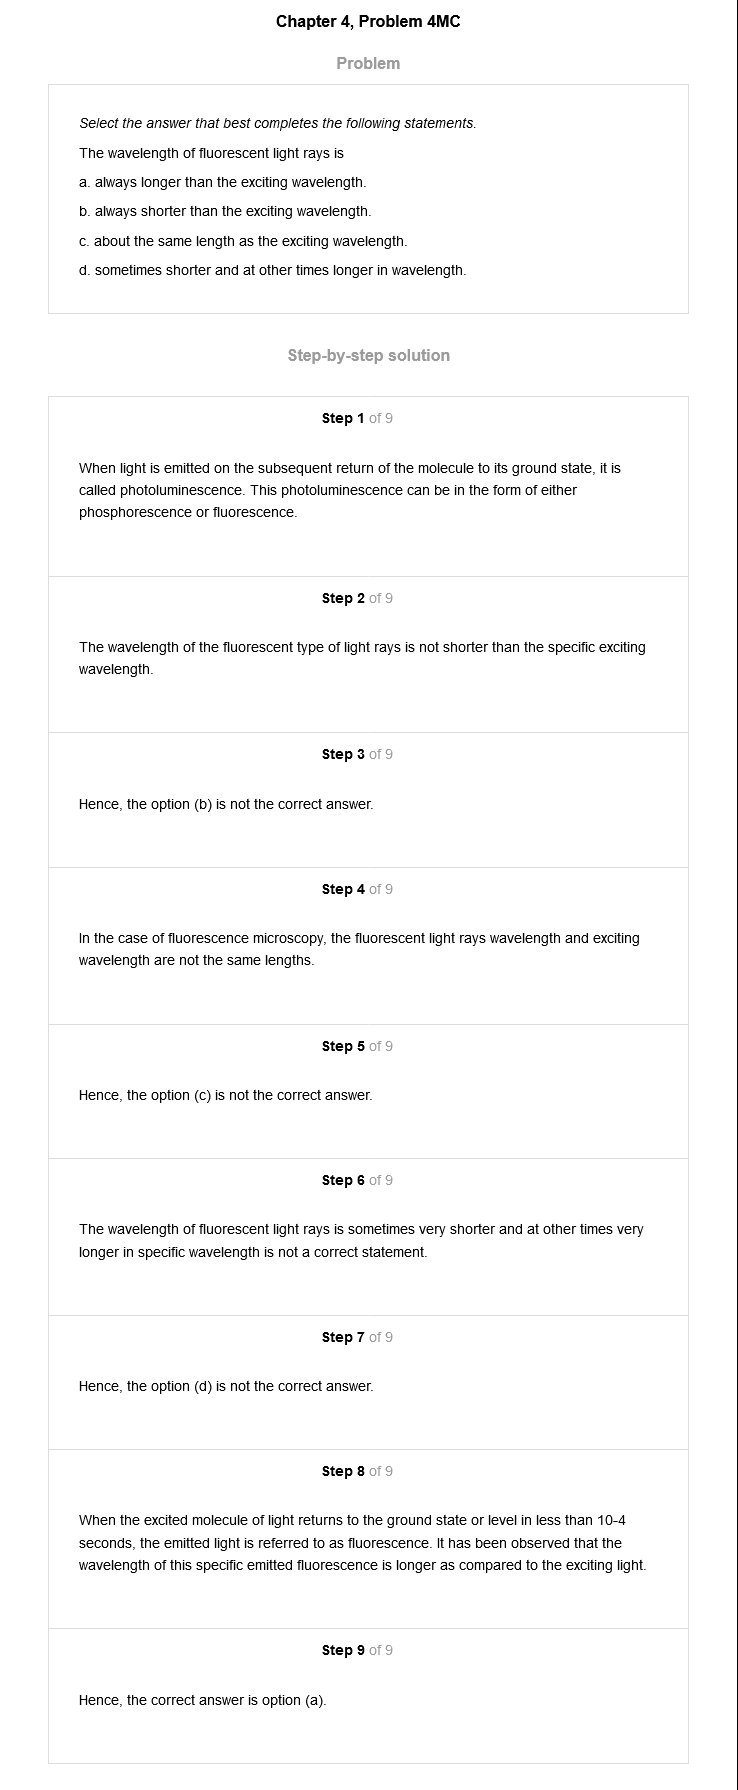 Chapter 4, Problem 4MC
Problem
Select the answer that best completes the following statements.
The wavelength of fluorescent light rays is
a. always longer than the exciting wavelength.
b. always shorter than the exciting wavelength.
c. about the same length as the exciting wavelength.
d. sometimes shorter and at other times longer in wavelength.
Step-by-step solution
Step 1 of 9
When light is emitted on the subsequent return of the molecule to its ground state, it is
called photoluminescence. This photoluminescence can be in the form of either
phosphorescence or fluorescence.
Step 2 of 9
The wavelength of the fluorescent type of light rays is not shorter than the specific exciting
wavelength.
Step 3 of 9
Hence, the option (b) is not the correct answer.
Step 4 of 9
In the case of fluorescence microscopy, the fluorescent light rays wavelength and exciting
wavelength are not the same lengths.
Step 5 of 9
Hence, the option (c) is not the correct answer.
Step 6 of 9
The wavelength of fluorescent light rays is sometimes very shorter and at other times very
longer in specific wavelength is not a correct statement.
Step 7 of 9
Hence, the option (d) is not the correct answer.
Step 8 of 9
When the excited molecule of light returns to the ground state or level in less than 10-4
seconds, the emitted light is referred to as fluorescence. It has been observed that the
wavelength of this specific emitted fluorescence is longer as compared to the exciting light.
Step 9 of 9
Hence, the correct answer is option (a).